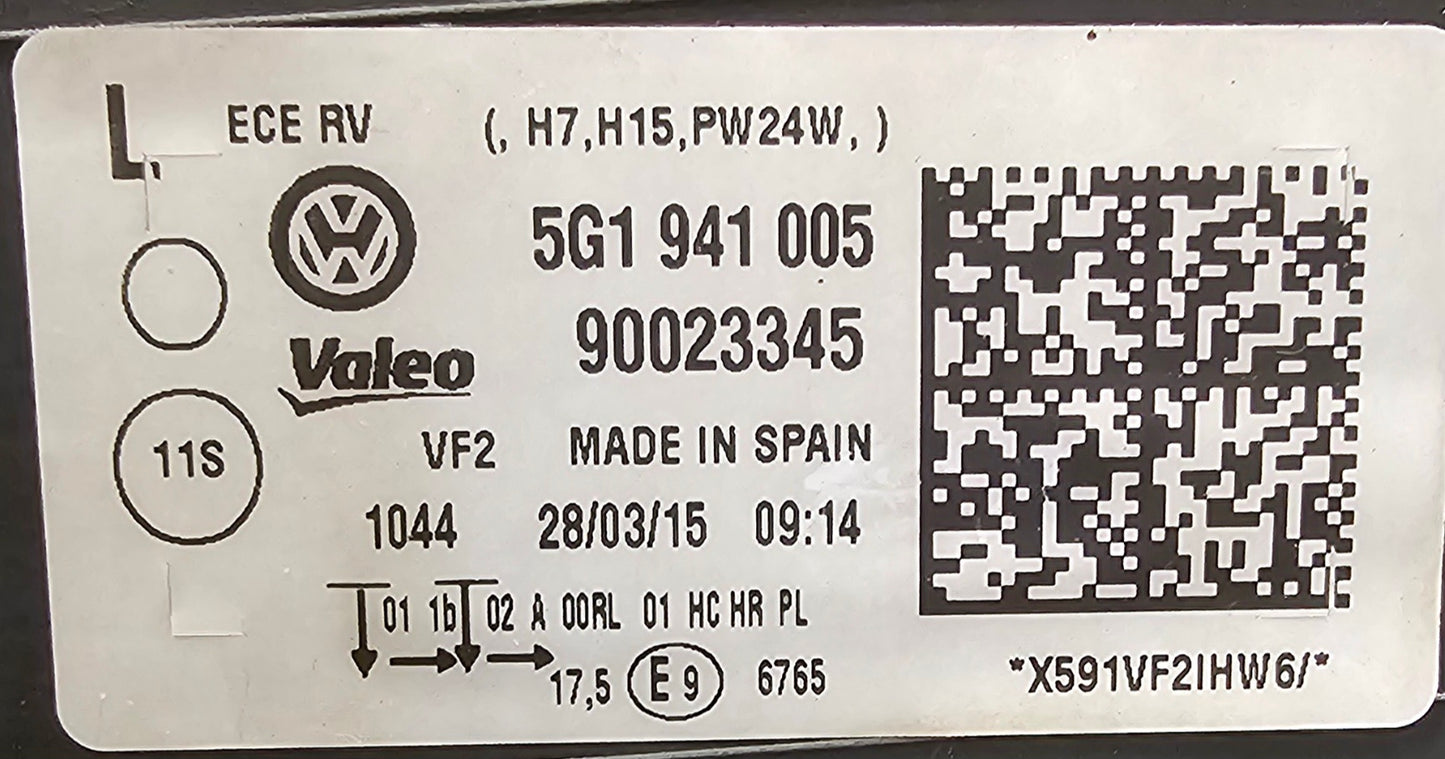 L ECE RV (, H7,H15,PW24W, )
5G1 941 005
90023345
Valeo
11S
VF2 MADE IN SPAIN
1044 28/03/15 09:14
01 1b 02 A 00RL 01 HC HR PL
17,5 E 9 6765
*X591VF2IHW6/*